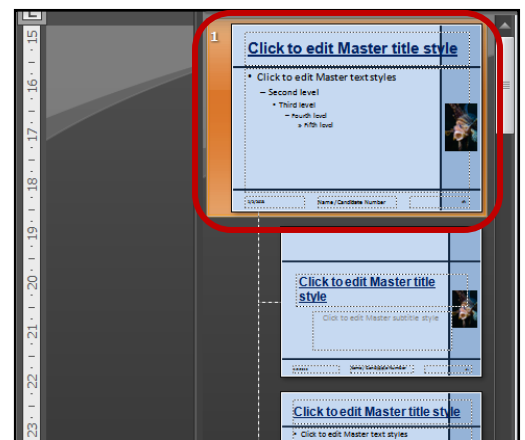 15
16
17
18
19
20
21
22
23
1
Click to edit Master title style
• Click to edit Master text styles
– Second level
• Third level
– Fourth level
» Fifth level
Name/Candidate Number
Click to edit Master title
style
Click to edit Master subtitle style
Name/Candidate Number
Click to edit Master title style
• Click to edit Master text styles